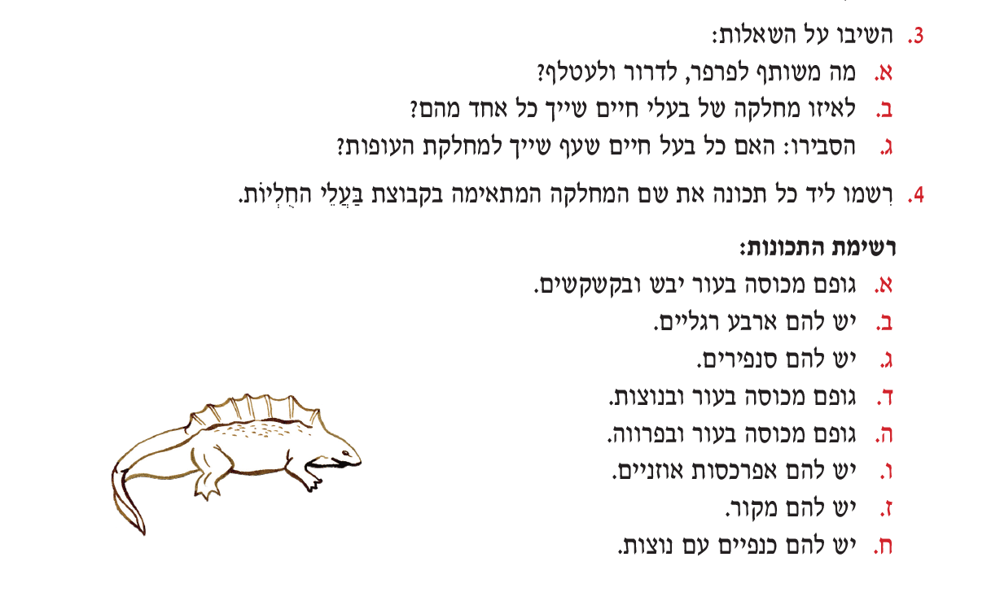 3. השיבו על השאלות:
א. מה משותף לפרפר, לדרור ולעטלף?
ב. לאיזו מחלקה של בעלי חיים שייך כל אחד מהם?
ג. הסבירו: האם כל בעל חיים שעף שייך למחלקת העופות?
4. רִשמו ליד כל תכונה את שם המחלקה המתאימה בקבוצת בַּעֲלֵי החֻלְיוֹת.
רשימת התכונות:
א. גופם מכוסה בעור יבש ובקשקשים.
ב. יש להם ארבע רגליים.
ג. יש להם סנפירים.
ד. גופם מכוסה בעור ובנוצות.
ה. גופם מכוסה בעור ובפרווה.
ו. יש להם אפרכסות אוזניים.
ז. יש להם מקור.
ח. יש להם כנפיים עם נוצות.